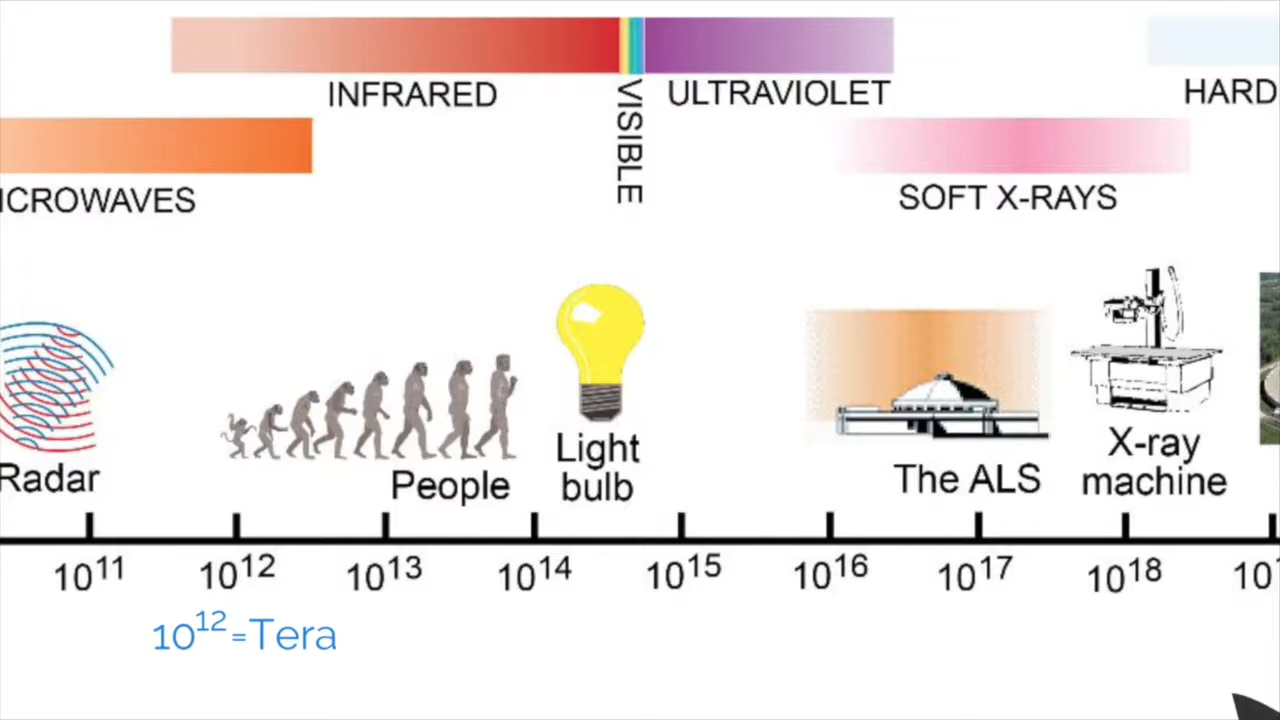 INFRARED
VISIBLE
ULTRAVIOLET
HARD
ICROWAVES
SOFT X-RAYS
Radar
People
Light
bulb
The ALS
X-ray
machine
10¹¹ 10¹² 10¹³ 10¹⁴ 10¹⁵ 10¹⁶ 10¹⁷ 10¹⁸
10¹²=Tera